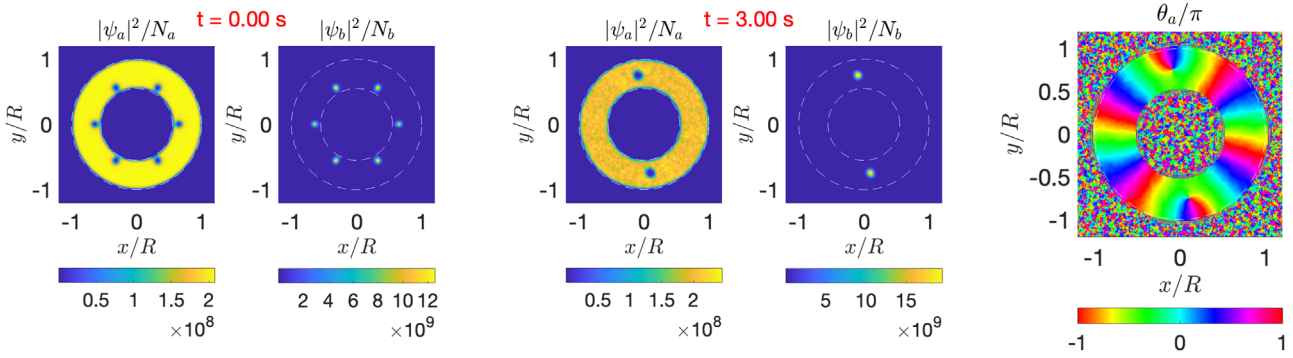 t = 0.00 s
|ψ_a|²/N_a
|ψ_b|²/N_b
1
0
-1
y/R
-1 0 1
x/R
0.5 1 1.5 2
×10⁸
1
0
-1
y/R
-1 0 1
x/R
2 4 6 8 10 12
×10⁹
t = 3.00 s
|ψ_a|²/N_a
|ψ_b|²/N_b
1
0
-1
y/R
-1 0 1
x/R
0.5 1 1.5 2
×10⁸
1
0
-1
y/R
-1 0 1
x/R
5 10 15
×10⁹
θ_a/π
1
0.5
0
-0.5
-1
y/R
-1 0 1
x/R
-1 0 1